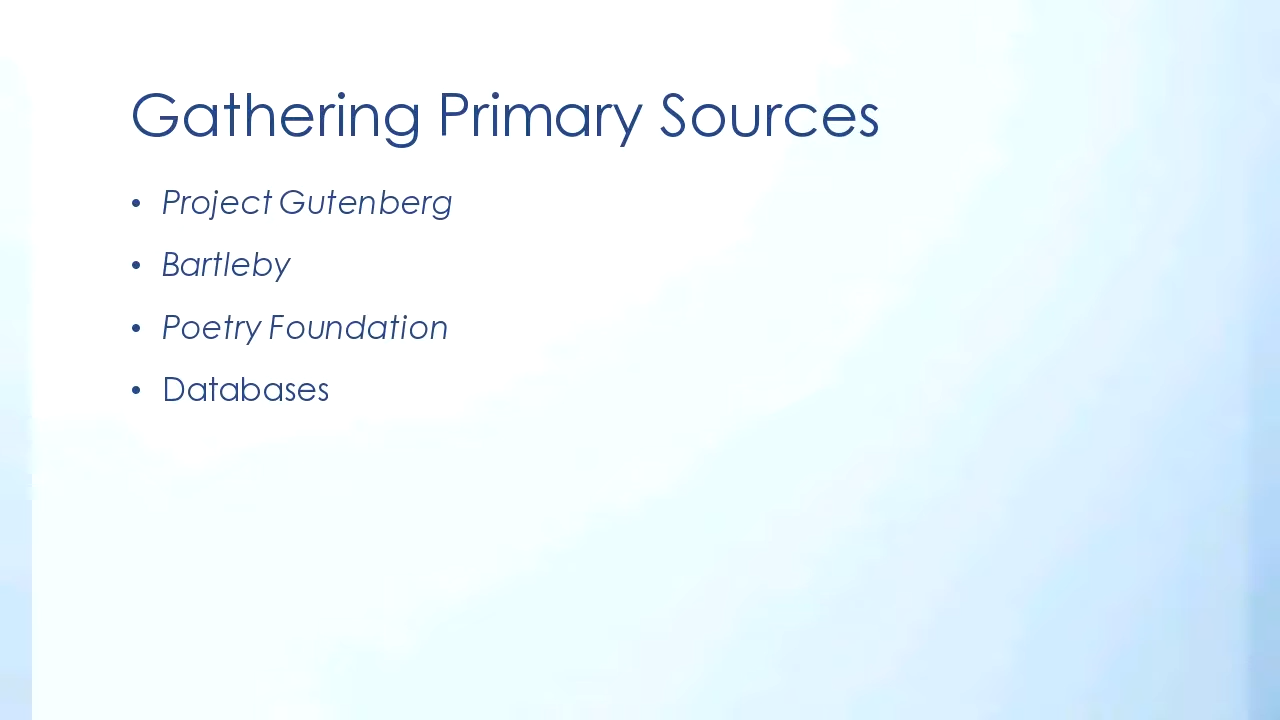 Gathering Primary Sources
• Project Gutenberg
• Bartleby
• Poetry Foundation
• Databases